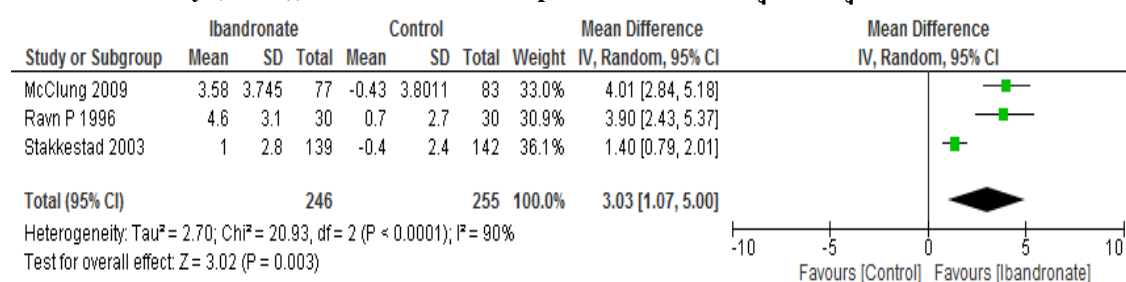 Ibandronate Control Mean Difference Mean Difference
Study or Subgroup Mean SD Total Mean SD Total Weight IV, Random, 95% CI IV, Random, 95% CI
McClung 2009 3.58 3.745 77 -0.43 3.8011 83 33.0% 4.01 [2.84, 5.18]
Ravn P 1996 4.6 3.1 30 0.7 2.7 30 30.9% 3.90 [2.43, 5.37]
Stakkestad 2003 1 2.8 139 -0.4 2.4 142 36.1% 1.40 [0.79, 2.01]
Total (95% CI) 246 255 100.0% 3.03 [1.07, 5.00]
Heterogeneity: Tau² = 2.70; Chi² = 20.93, df = 2 (P < 0.0001); I² = 90%
Test for overall effect: Z = 3.02 (P = 0.003)
-10 -5 0 5 10
Favours [Control] Favours [Ibandronate]